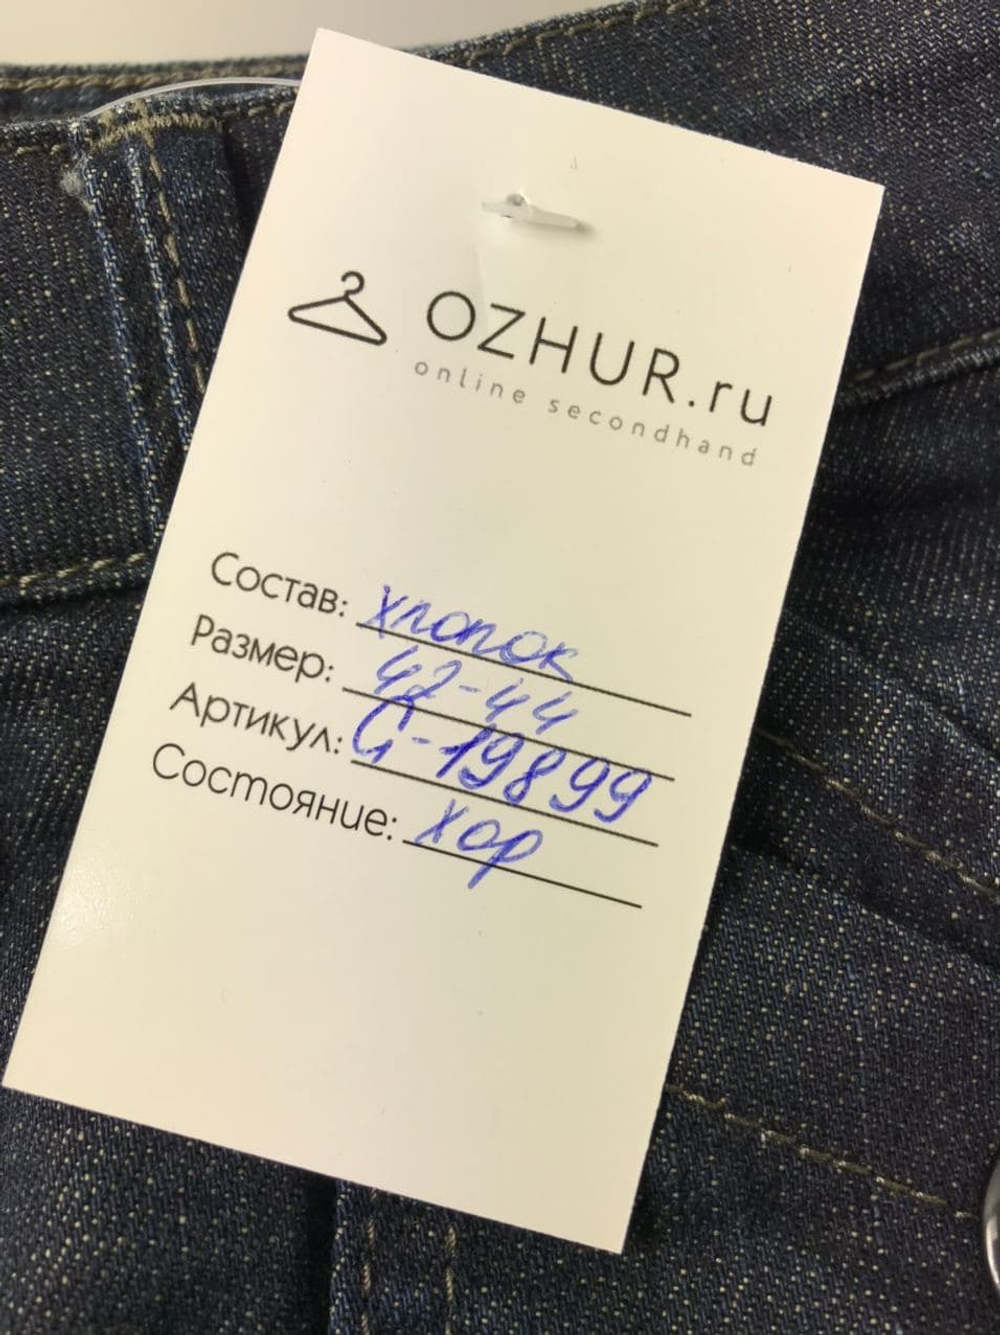 OZHUR.ru
online secondhand
Состав: хлопок
Размер: 42-44
Артикул: G-19899
Состояние: хор